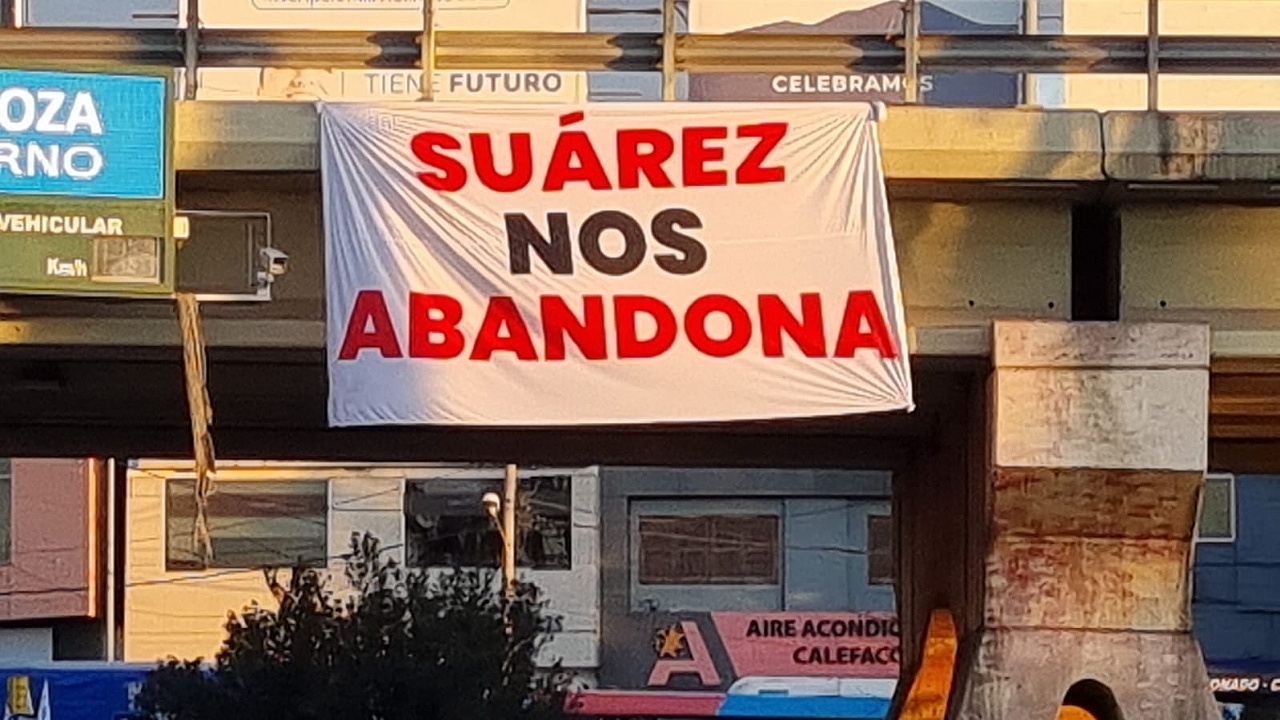 TIENE FUTURO
CELEBRAMOS
OZA
RNO
VEHICULAR
Km/h
SUÁREZ
NOS
ABANDONA
AIRE ACONDIC
CALEFACC
A